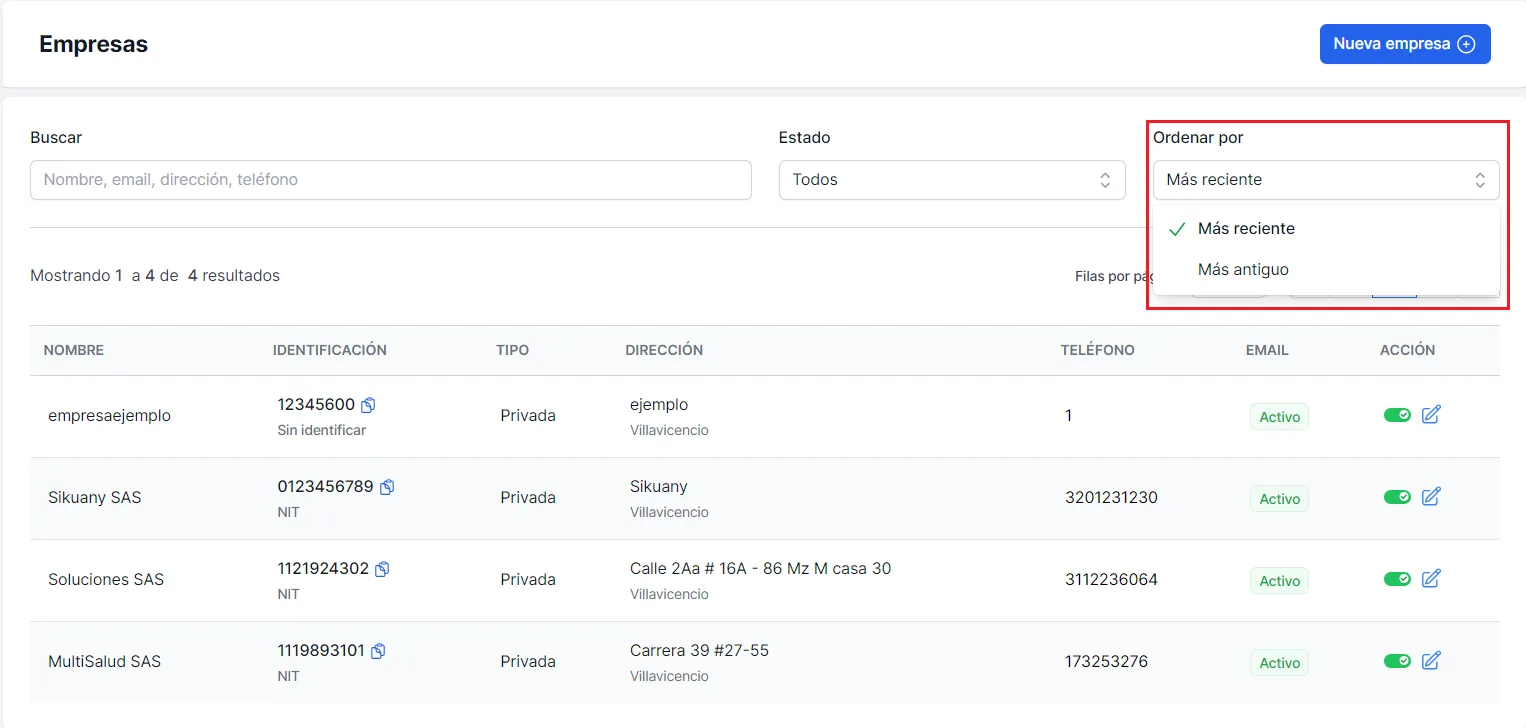 Empresas
Nueva empresa
Buscar
Estado
Ordenar por
Nombre, email, dirección, teléfono
Todos
Más reciente
Más reciente
Más antiguo
Mostrando 1 a 4 de 4 resultados
Filas por pág
NOMBRE IDENTIFICACIÓN TIPO DIRECCIÓN TELÉFONO EMAIL ACCIÓN
empresaejemplo 12345600 Privada ejemplo 1 Activo
Sin identificar Villavicencio
Sikuany SAS 0123456789 Privada Sikuany 3201231230 Activo
NIT Villavicencio
Soluciones SAS 1121924302 Privada Calle 2Aa # 16A - 86 Mz M casa 30 3112236064 Activo
NIT Villavicencio
MultiSalud SAS 1119893101 Privada Carrera 39 #27-55 173253276 Activo
NIT Villavicencio